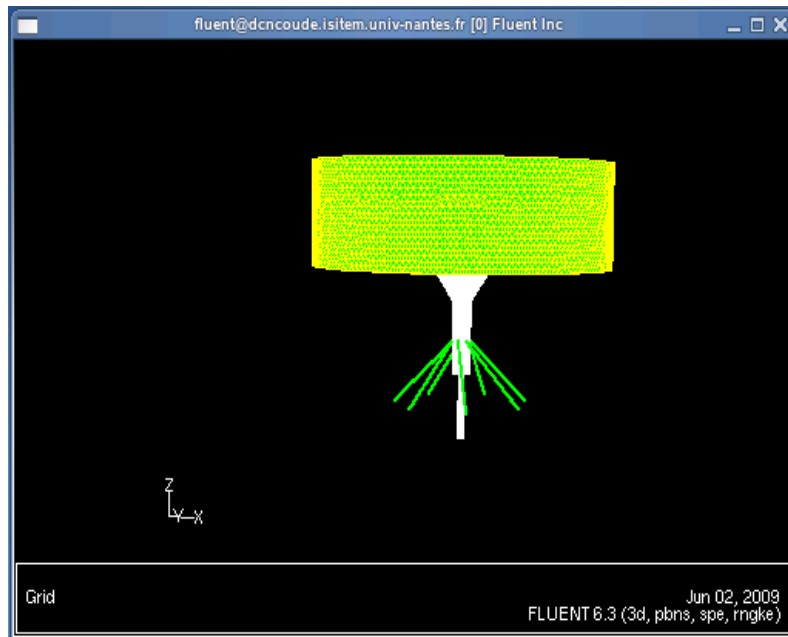 fluent@dcncoude.isitem.univ-nantes.fr [0] Fluent Inc
Z
Y X
Grid
Jun 02, 2009
FLUENT 6.3 (3d, pbns, spe, rngke)